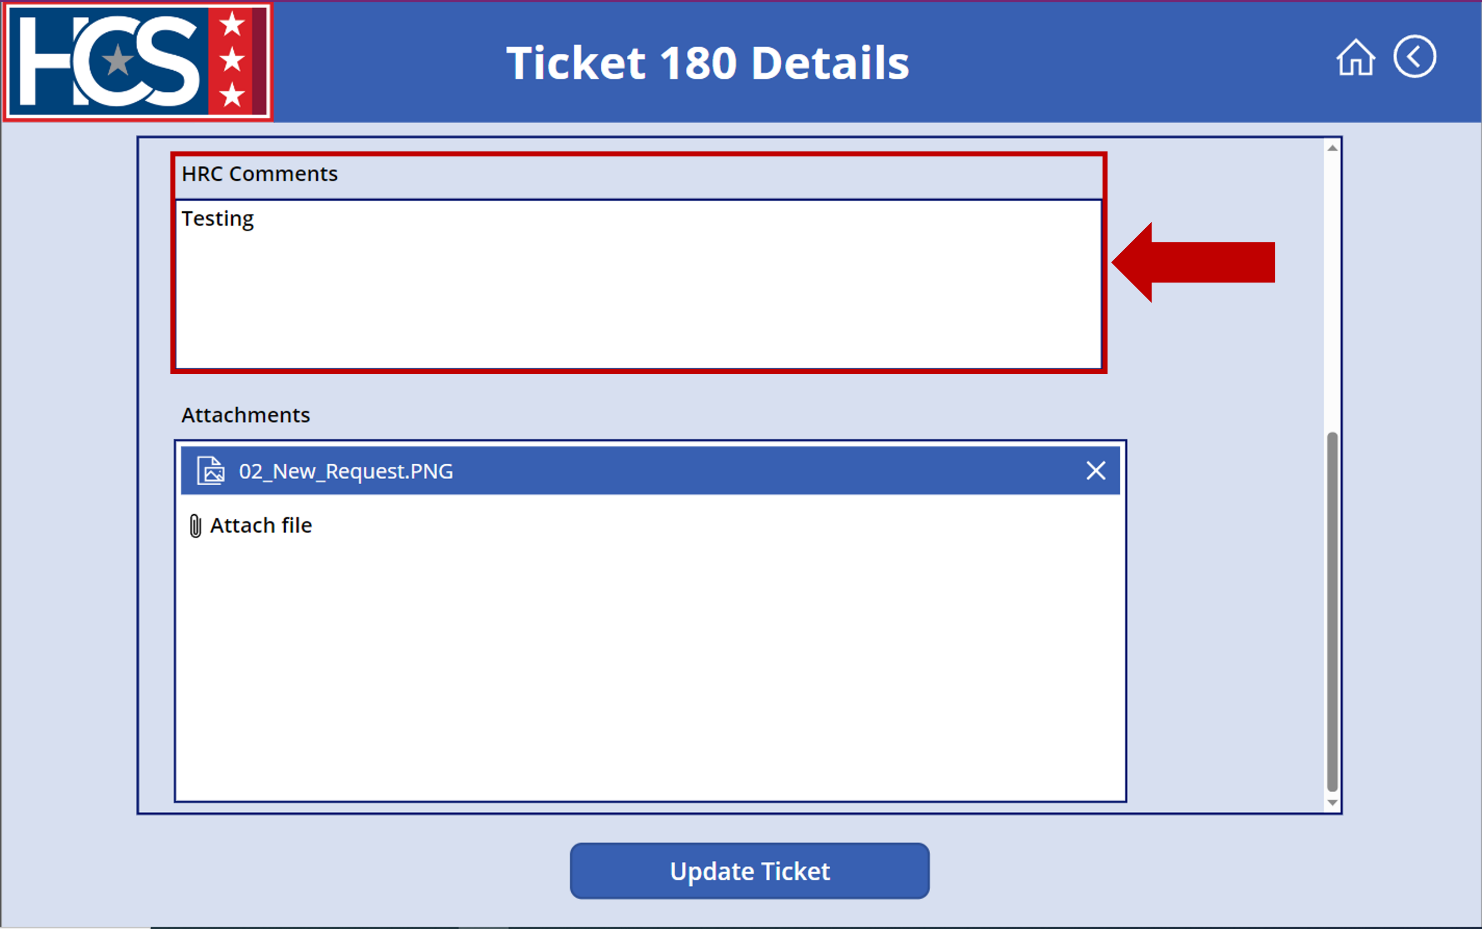 HCS
Ticket 180 Details
HRC Comments
Testing
Attachments
02_New_Request.PNG
Attach file
Update Ticket